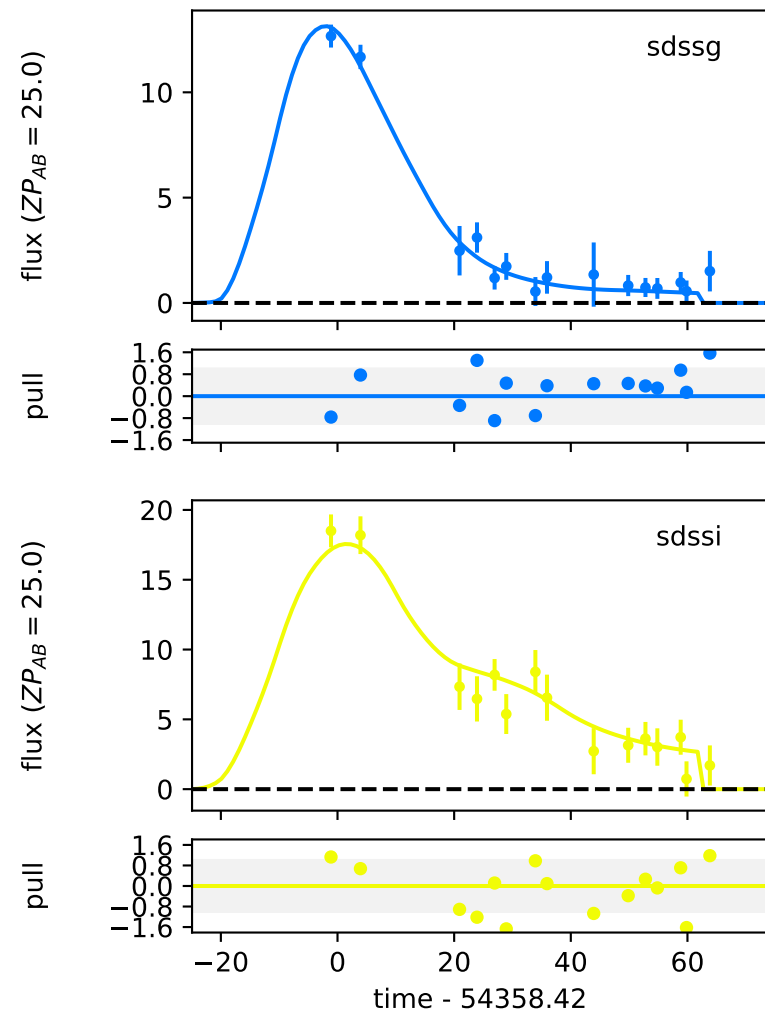 sdssg
flux (ZP_AB = 25.0)
10
5
0
pull
1.6
0.8
0.0
−0.8
−1.6
sdssi
flux (ZP_AB = 25.0)
20
15
10
5
0
pull
1.6
0.8
0.0
−0.8
−1.6
−20 0 20 40 60
time - 54358.42